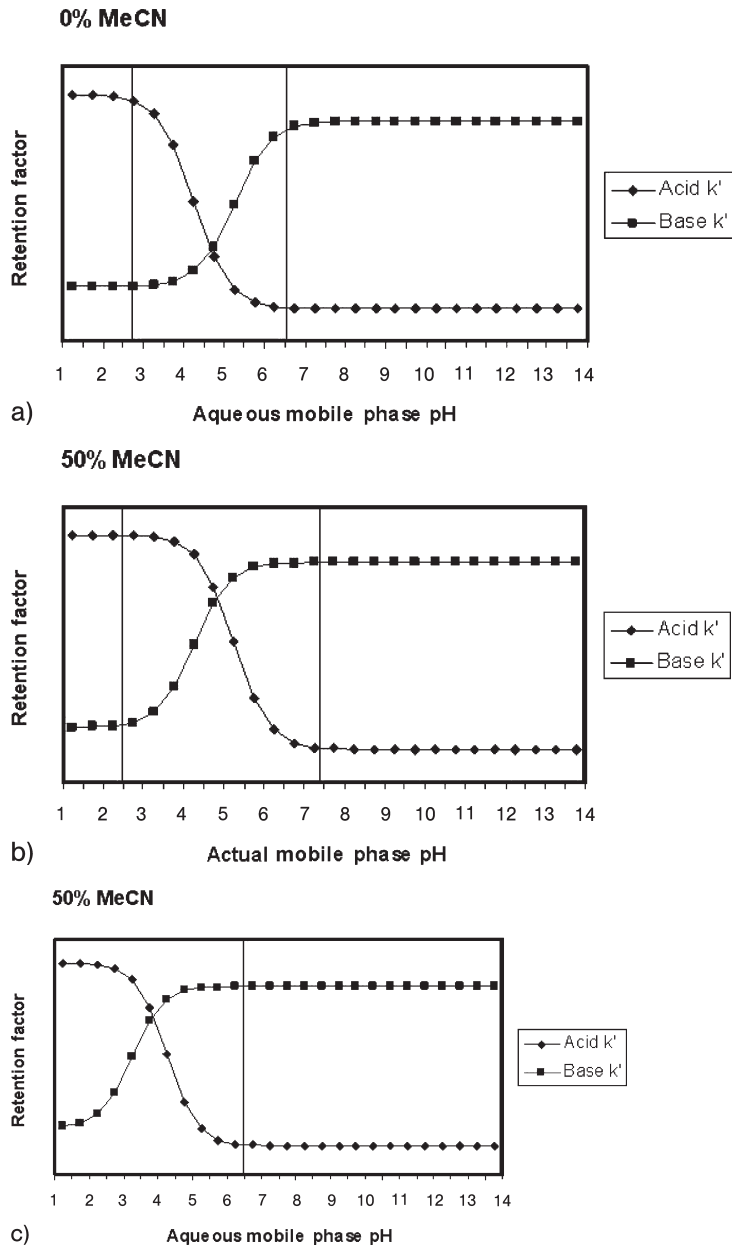 0% MeCN
Retention factor
Acid k'
Base k'
1 2 3 4 5 6 7 8 9 10 11 12 13 14
a) Aqueous mobile phase pH
50% MeCN
Retention factor
Acid k'
Base k'
1 2 3 4 5 6 7 8 9 10 11 12 13 14
b) Actual mobile phase pH
50% MeCN
Retention factor
Acid k'
Base k'
1 2 3 4 5 6 7 8 9 10 11 12 13 14
c) Aqueous mobile phase pH